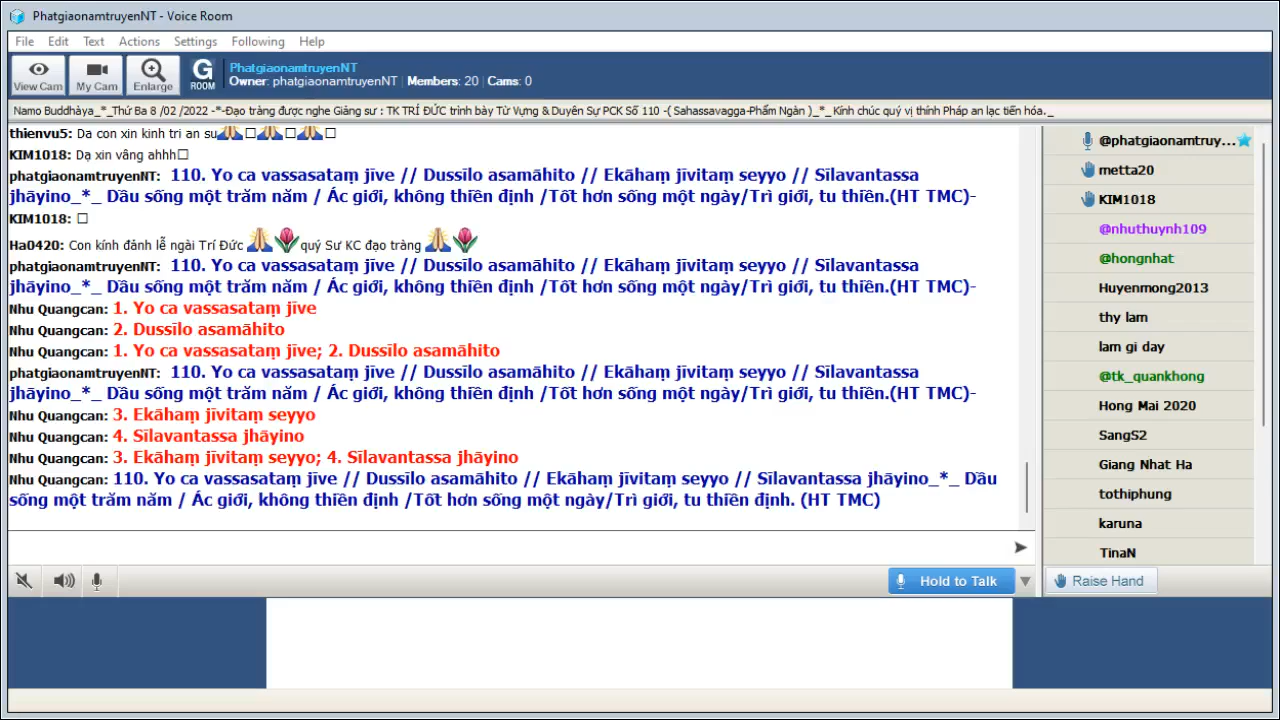 PhatgiaonamtruyenNT - Voice Room
File Edit Text Actions Settings Following Help
View Cam My Cam Enlarge G ROOM
PhatgiaonamtruyenNT
Owner: phatgiaonamtruyenNT | Members: 20 | Cams: 0
Namo Buddhàya_*_Thứ Ba 8 /02 /2022 -*-Đạo tràng được nghe Giảng sư : TK TRÍ ĐỨC trình bày Từ Vựng & Duyên Sự PCK Số 110 -( Sahassavagga-Phẩm Ngàn )_*_ Kính chúc quý vị thính Pháp an lạc tiến hóa._
thienvu5: Da con xin kinh tri an su
KIM1018: Dạ xin vâng ahhh
phatgiaonamtruyenNT: 110. Yo ca vassasataṃ jīve // Dussīlo asamāhito // Ekāhaṃ jīvitaṃ seyyo // Sīlavantassa
jhāyino_*_ Dầu sống một trăm năm / Ác giới, không thiền định /Tốt hơn sống một ngày/Trì giới, tu thiền.(HT TMC)-
KIM1018:
Ha0420: Con kính đảnh lễ ngài Trí Đức quý Sư KC đạo tràng
phatgiaonamtruyenNT: 110. Yo ca vassasataṃ jīve // Dussīlo asamāhito // Ekāhaṃ jīvitaṃ seyyo // Sīlavantassa
jhāyino_*_ Dầu sống một trăm năm / Ác giới, không thiền định /Tốt hơn sống một ngày/Trì giới, tu thiền.(HT TMC)-
Nhu Quangcan: 1. Yo ca vassasataṃ jīve
Nhu Quangcan: 2. Dussīlo asamāhito
Nhu Quangcan: 1. Yo ca vassasataṃ jīve; 2. Dussīlo asamāhito
phatgiaonamtruyenNT: 110. Yo ca vassasataṃ jīve // Dussīlo asamāhito // Ekāhaṃ jīvitaṃ seyyo // Sīlavantassa
jhāyino_*_ Dầu sống một trăm năm / Ác giới, không thiền định /Tốt hơn sống một ngày/Trì giới, tu thiền.(HT TMC)-
Nhu Quangcan: 3. Ekāhaṃ jīvitaṃ seyyo
Nhu Quangcan: 4. Sīlavantassa jhāyino
Nhu Quangcan: 3. Ekāhaṃ jīvitaṃ seyyo; 4. Sīlavantassa jhāyino
Nhu Quangcan: 110. Yo ca vassasataṃ jīve // Dussīlo asamāhito // Ekāhaṃ jīvitaṃ seyyo // Sīlavantassa jhāyino_*_ Dầu
sống một trăm năm / Ác giới, không thiền định /Tốt hơn sống một ngày/Trì giới, tu thiền định. (HT TMC)
@phatgiaonamtruy...
metta20
KIM1018
@nhuthuynh109
@hongnhat
Huyenmong2013
thy lam
lam gi day
@tk_quankhong
Hong Mai 2020
SangS2
Giang Nhat Ha
tothiphung
karuna
TinaN
Hold to Talk
Raise Hand